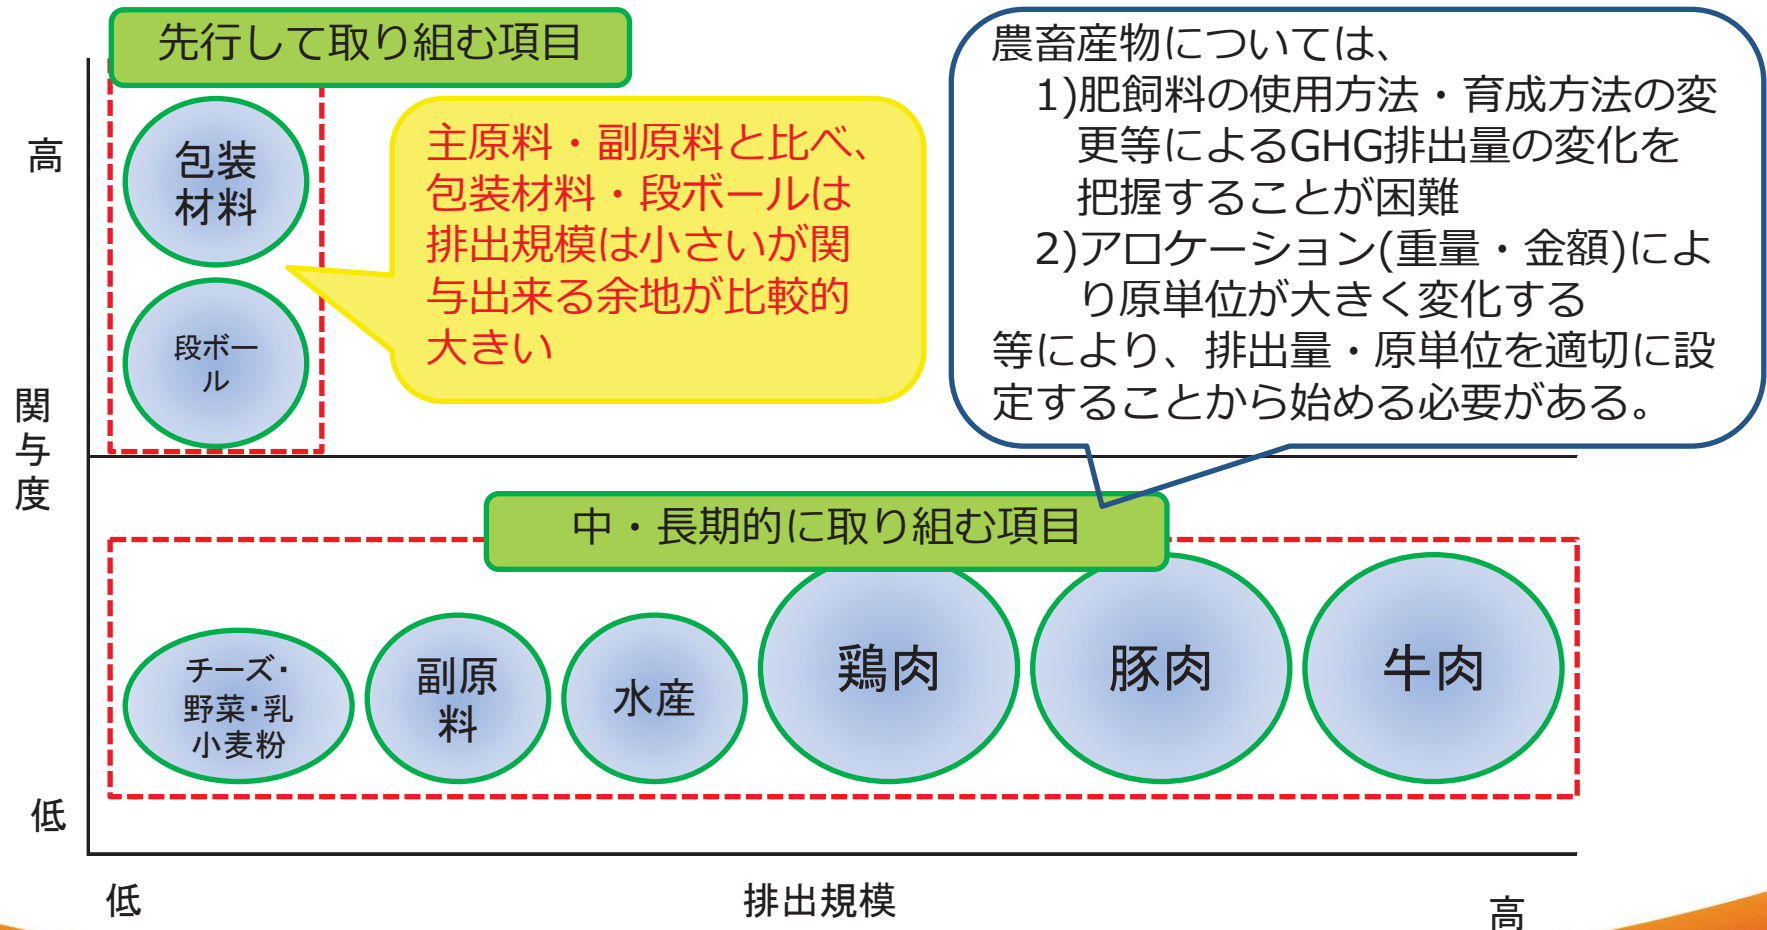 先行して取り組む項目
農畜産物については、
1)肥飼料の使用方法・育成方法の変
更等によるGHG排出量の変化を
把握することが困難
2)アロケーション(重量・金額)によ
り原単位が大きく変化する
等により、排出量・原単位を適切に設
定することから始める必要がある。
主原料・副原料と比べ、
包装材料・段ボールは
排出規模は小さいが関
与出来る余地が比較的
大きい
高
包装
材料
段ボー
ル
関
与
度
中・長期的に取り組む項目
チーズ・
野菜・乳
小麦粉
副原
料
水産
鶏肉
豚肉
牛肉
低
低
排出規模
高